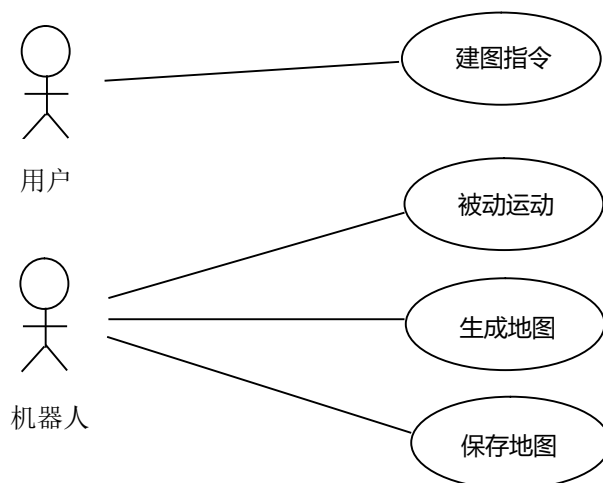 建图指令
用户
被动运动
生成地图
机器人
保存地图